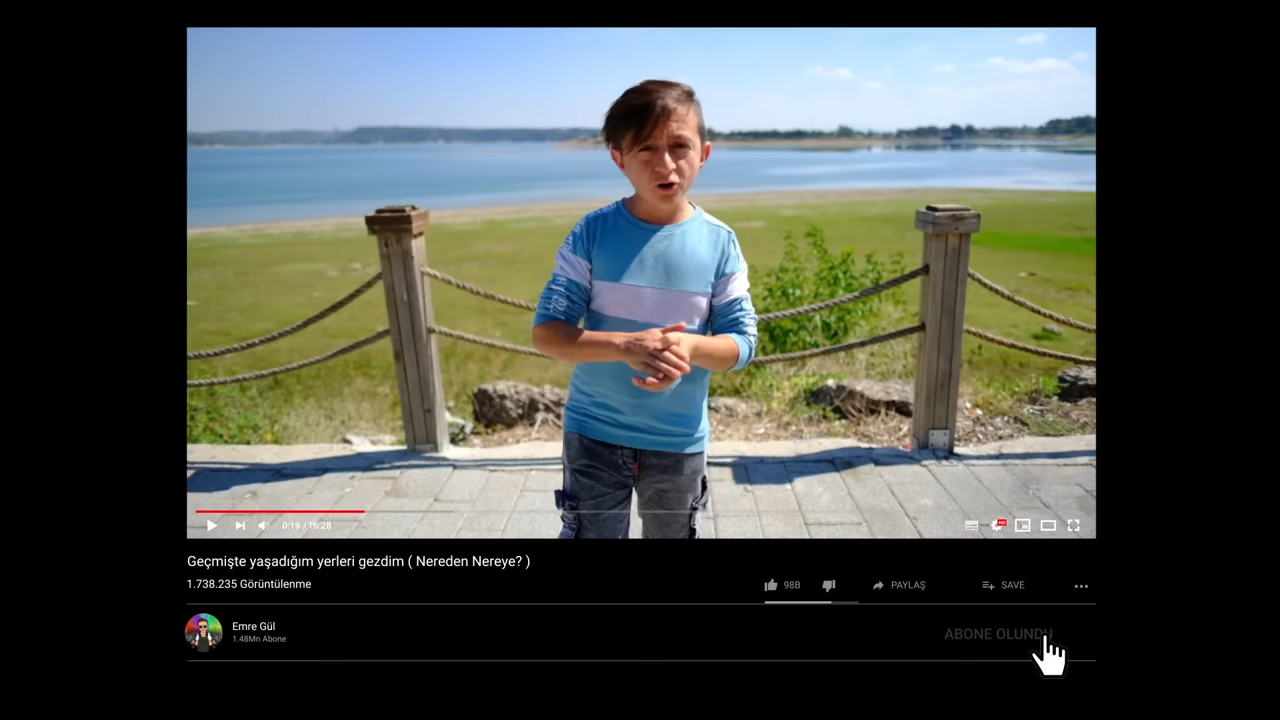 0:19 / 16:28
HD
Geçmişte yaşadığım yerleri gezdim ( Nereden Nereye? )
1.738.235 Görüntülenme
98B
PAYLAŞ
SAVE
Emre Gül
1.48Mn Abone
ABONE OLUNDU